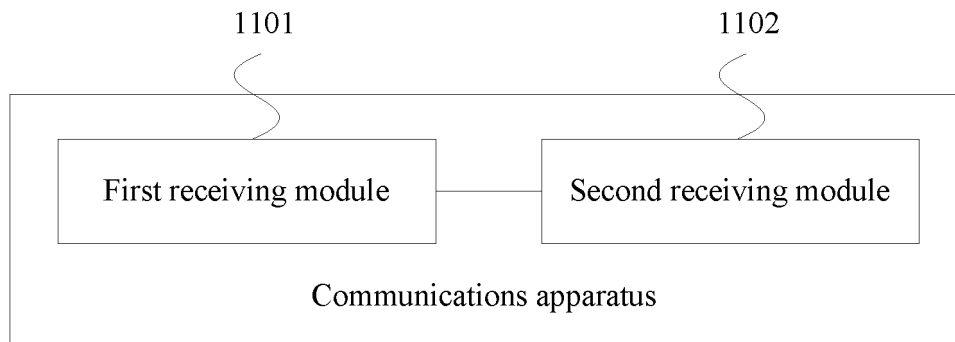 1101 1102
First receiving module Second receiving module
Communications apparatus